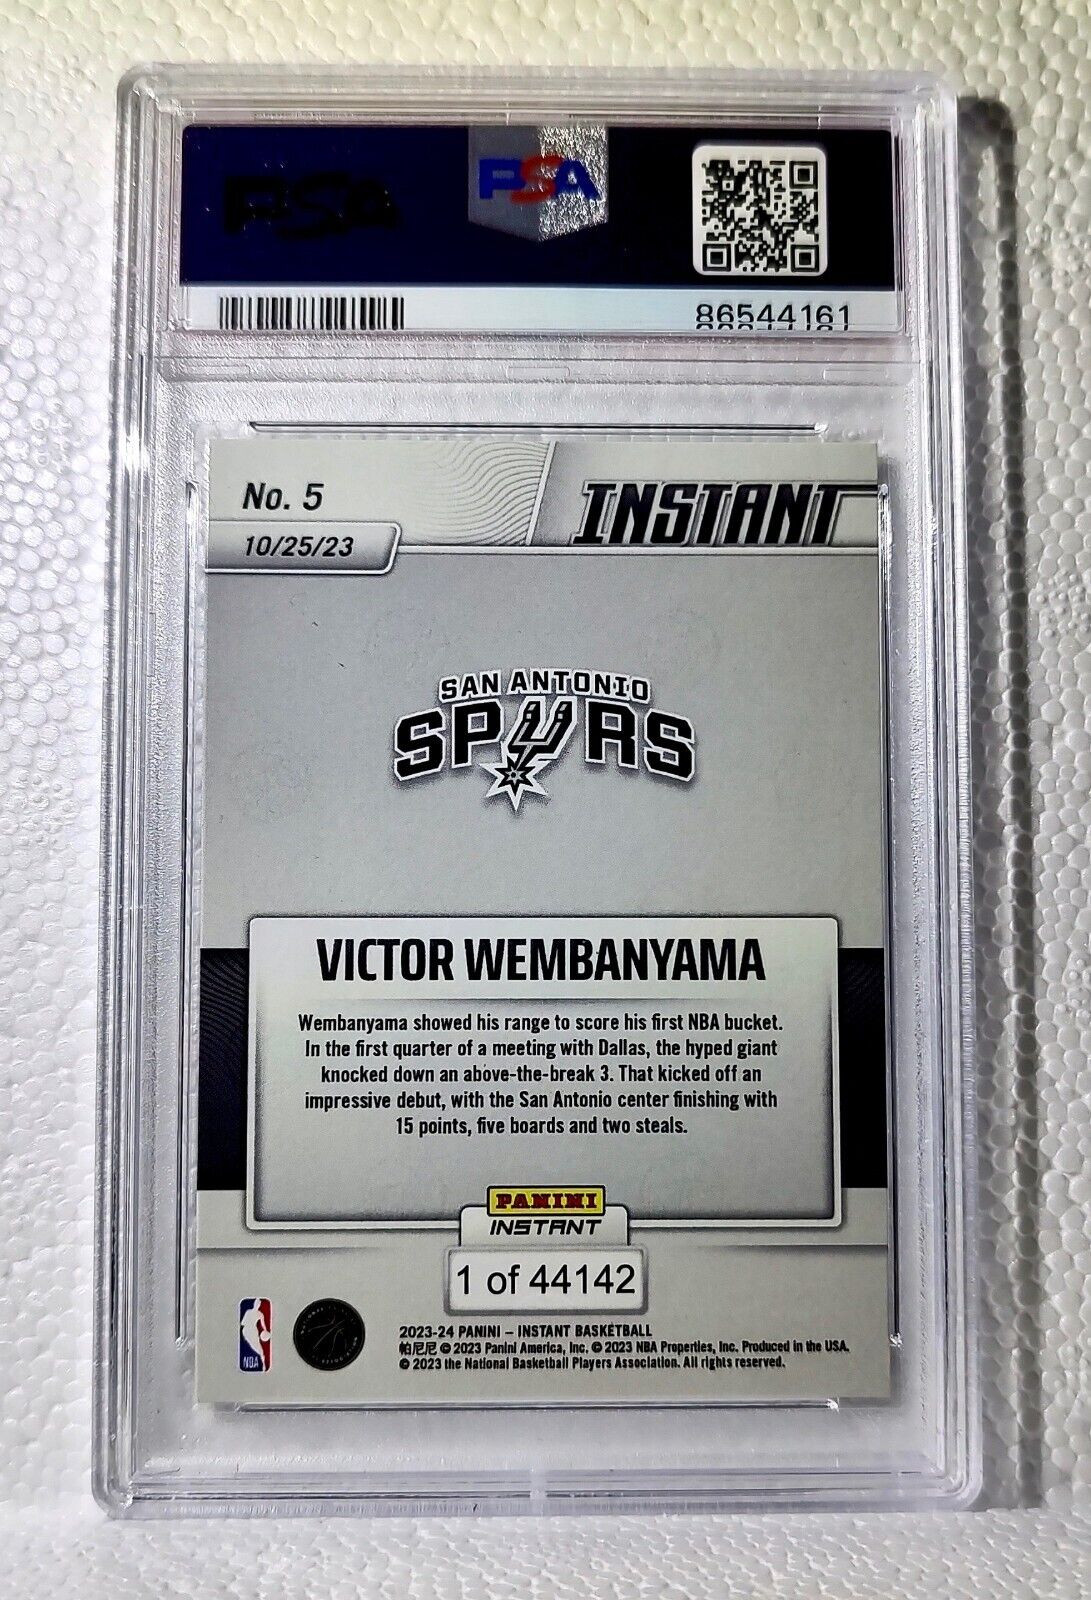 PSA
PSA
86544161
No. 5
INSTANT
10/25/23
SAN ANTONIO
SPURS
VICTOR WEMBANYAMA
Wembanyama showed his range to score his first NBA bucket.
In the first quarter of a meeting with Dallas, the hyped giant
knocked down an above-the-break 3. That kicked off an
impressive debut, with the San Antonio center finishing with
15 points, five boards and two steals.
PANINI
INSTANT
1 of 44142
NBA
2023-24 PANINI – INSTANT BASKETBALL
帕尼尼 © 2023 Panini America, Inc. © 2023 NBA Properties, Inc. Produced in the USA.
© 2023 the National Basketball Players Association. All rights reserved.